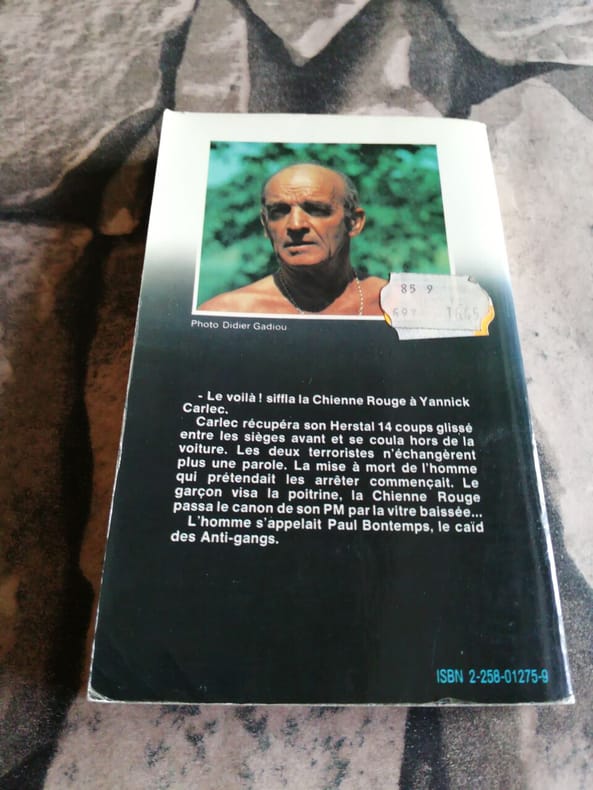 85 9
Photo Didier Gadiou
- Le voilà ! siffla la Chienne Rouge à Yannick
Carlec.
Carlec récupéra son Herstal 14 coups glissé
entre les sièges avant et se coula hors de la
voiture. Les deux terroristes n'échangèrent
plus une parole. La mise à mort de l'homme
qui prétendait les arrêter commençait. Le
garçon visa la poitrine, la Chienne Rouge
passa le canon de son PM par la vitre baissée...
L'homme s'appelait Paul Bontemps, le caïd
des Anti-gangs.
ISBN 2-258-01275-9